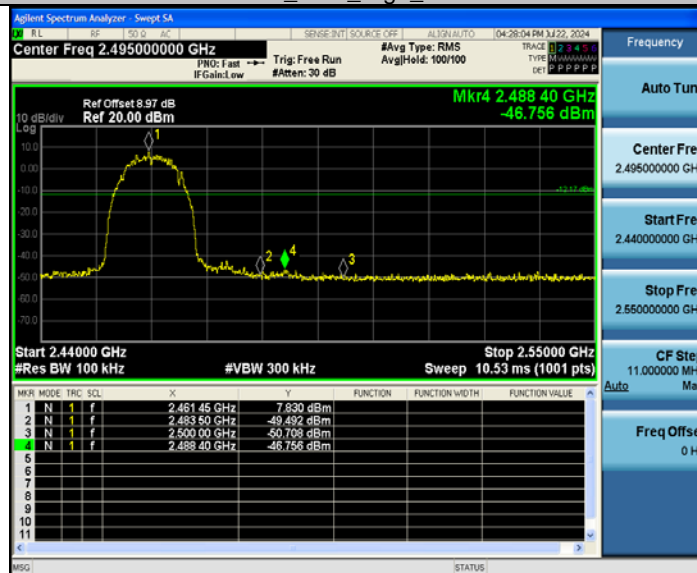 Agilent Spectrum Analyzer - Swept SA
RL RF 50 Ω AC SENSE:INT SOURCE OFF ALIGN AUTO 04:28:04 PM Jul 22, 2024
Center Freq 2.495000000 GHz
PNO: Fast
IFGain:Low
Trig: Free Run
#Atten: 30 dB
#Avg Type: RMS
Avg|Hold: 100/100
TRACE 1 2 3 4 5 6
TYPE M
DET P P P P P P
Frequency
Ref Offset 8.97 dB
10 dB/div Ref 20.00 dBm
Log
Mkr4 2.488 40 GHz
-46.756 dBm
10.0
0.00
-10.0
-20.0
-30.0
-40.0
-50.0
-60.0
-70.0
-12.17 dBm
1
2
4
3
Start 2.44000 GHz Stop 2.55000 GHz
#Res BW 100 kHz #VBW 300 kHz Sweep 10.53 ms (1001 pts)
MKR MODE TRC SCL X Y FUNCTION FUNCTION WIDTH FUNCTION VALUE
1 N 1 f 2.461 45 GHz 7.830 dBm
2 N 1 f 2.483 50 GHz -49.492 dBm
3 N 1 f 2.500 00 GHz -50.708 dBm
4 N 1 f 2.488 40 GHz -46.756 dBm
5
6
7
8
9
10
11
MSG STATUS
Auto Tun
Center Fre
2.495000000 GH
Start Fre
2.440000000 GH
Stop Fre
2.550000000 GH
CF Ste
11.000000 MH
Auto Ma
Freq Offse
0 H